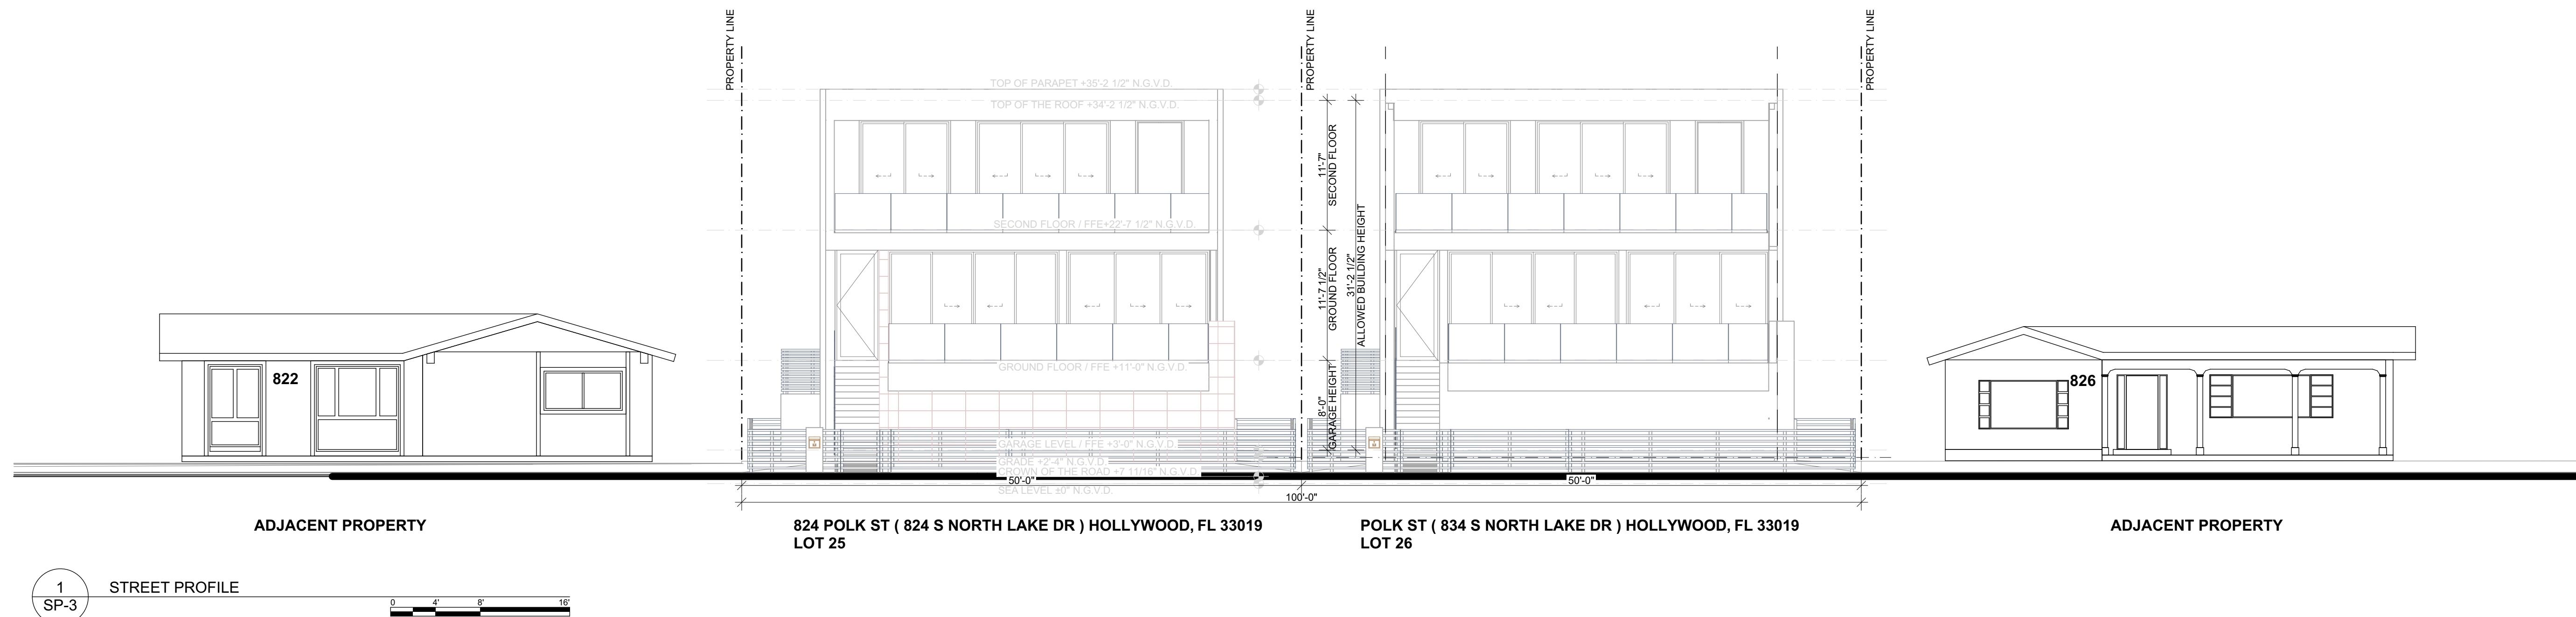 PROPERTY LINE
PROPERTY LINE
PROPERTY LINE
TOP OF PARAPET +35'-2 1/2" N.G.V.D.
TOP OF THE ROOF +34'-2 1/2" N.G.V.D.
11'-7"
SECOND FLOOR
SECOND FLOOR / FFE+22'-7 1/2" N.G.V.D.
11'-7 1/2"
GROUND FLOOR
31'-2 1/2"
ALLOWED BUILDING HEIGHT
GROUND FLOOR / FFE +11'-0" N.G.V.D.
822
826
8'-0"
GARAGE HEIGHT
GARAGE LEVEL / FFE +3'-0" N.G.V.D.
GRADE +2'-4" N.G.V.D.
CROWN OF THE ROAD +7 11/16" N.G.V.D.
50'-0"
50'-0"
SEA LEVEL ±0" N.G.V.D.
100'-0"
ADJACENT PROPERTY
824 POLK ST ( 824 S NORTH LAKE DR ) HOLLYWOOD, FL 33019
LOT 25
POLK ST ( 834 S NORTH LAKE DR ) HOLLYWOOD, FL 33019
LOT 26
ADJACENT PROPERTY
1
SP-3
STREET PROFILE
0 4' 8' 16'